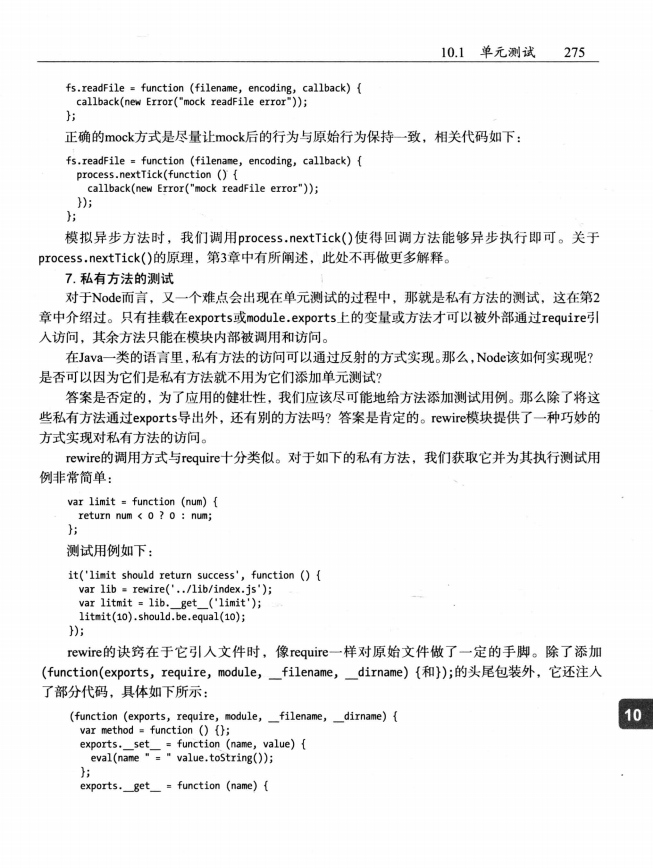 10.1 单元测试 275
fs.readFile = function (filename, encoding, callback) {
callback(new Error("mock readFile error"));
};
正确的mock方式是尽量让mock后的行为与原始行为保持一致，相关代码如下：
fs.readFile = function (filename, encoding, callback) {
process.nextTick(function () {
callback(new Error("mock readFile error"));
});
};
模拟异步方法时，我们调用process.nextTick()使得回调方法能够异步执行即可。关于
process.nextTick()的原理，第3章中有所阐述，此处不再做更多解释。
7. 私有方法的测试
对于Node而言，又一个难点会出现在单元测试的过程中，那就是私有方法的测试，这在第2
章中介绍过。只有挂载在exports或module.exports上的变量或方法才可以被外部通过require引
入访问，其余方法只能在模块内部被调用和访问。
在Java一类的语言里，私有方法的访问可以通过反射的方式实现。那么，Node该如何实现呢？
是否可以因为它们是私有方法就不用为它们添加单元测试？
答案是否定的，为了应用的健壮性，我们应该尽可能地给方法添加测试用例。那么除了将这
些私有方法通过exports导出外，还有别的方法吗？答案是肯定的。rewire模块提供了一种巧妙的
方式实现对私有方法的访问。
rewire的调用方式与require十分类似。对于如下的私有方法，我们获取它并为其执行测试用
例非常简单：
var limit = function (num) {
return num < 0 ? 0 : num;
};
测试用例如下：
it('limit should return success', function () {
var lib = rewire('../lib/index.js');
var litmit = lib.__get__('limit');
litmit(10).should.be.equal(10);
});
rewire的诀窍在于它引入文件时，像require一样对原始文件做了一定的手脚。除了添加
(function(exports, require, module, __filename, __dirname) {和});的头尾包装外，它还注入
了部分代码，具体如下所示：
(function (exports, require, module, __filename, __dirname) {
var method = function () {};
exports.__set__ = function (name, value) {
eval(name " = " value.toString());
};
exports.__get__ = function (name) {
10